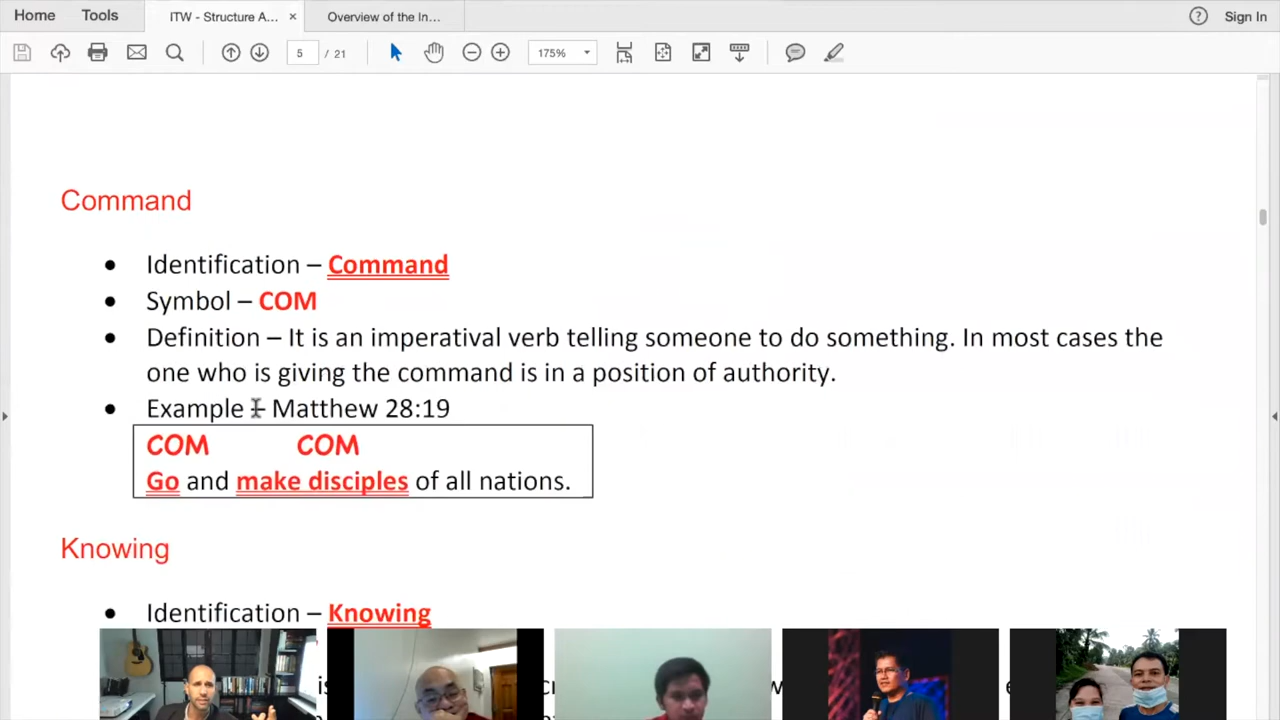 Home Tools ITW - Structure A... × Overview of the In... ? Sign In
5 / 21 175%
Command
• Identification – Command
• Symbol – COM
• Definition – It is an imperatival verb telling someone to do something. In most cases the
one who is giving the command is in a position of authority.
• Example – Matthew 28:19
COM COM
Go and make disciples of all nations.
Knowing
• Identification – Knowing